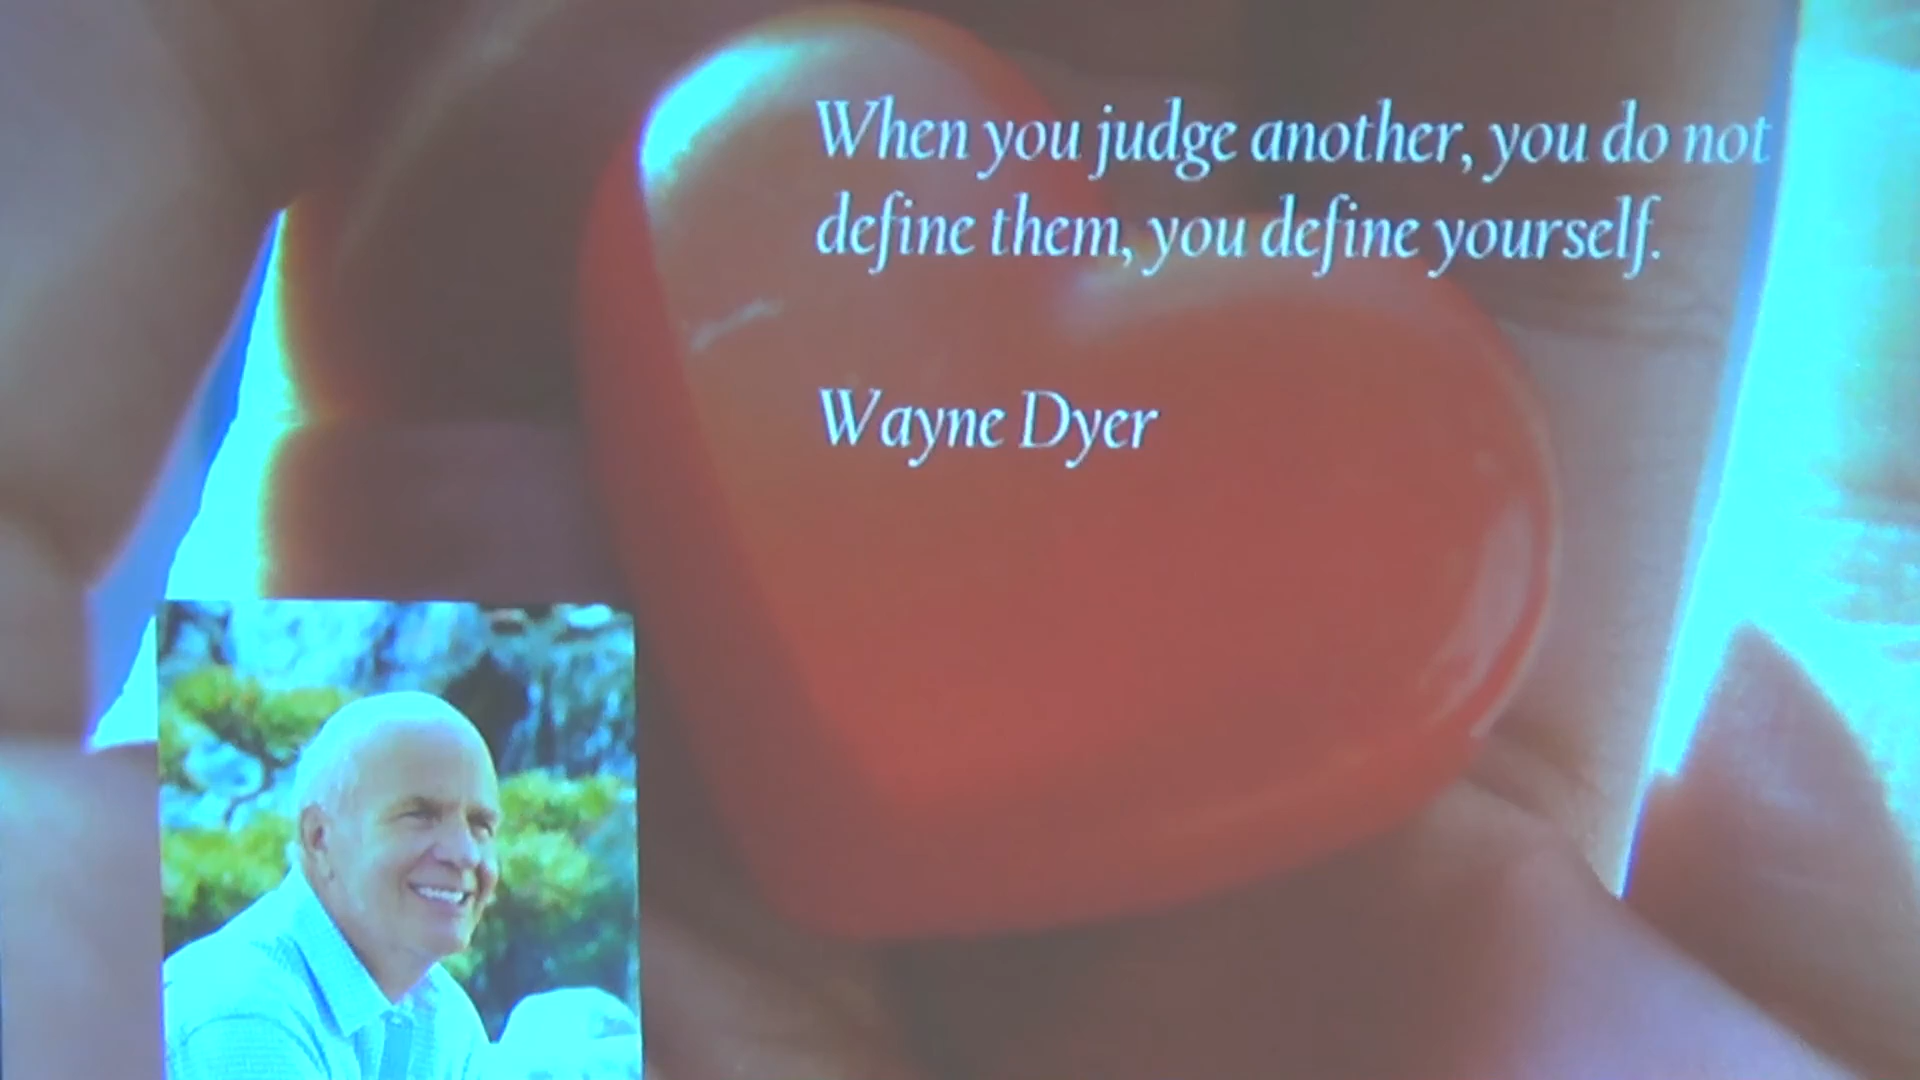 When you judge another, you do not
define them, you define yourself.
Wayne Dyer